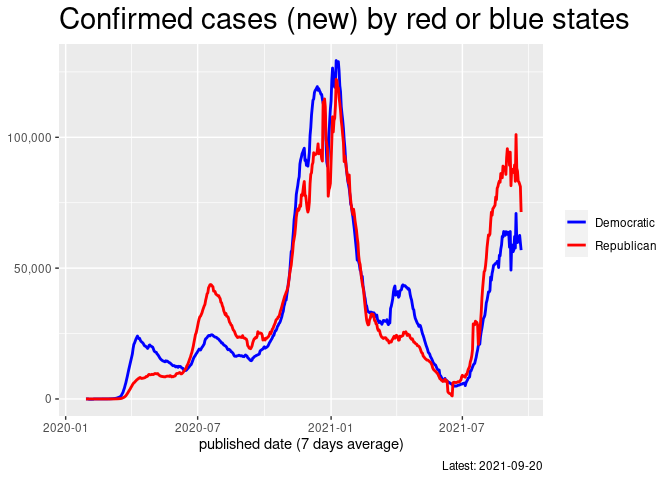 Confirmed cases (new) by red or blue states
100,000
50,000
0
2020-01
2020-07
2021-01
2021-07
published date (7 days average)
Latest: 2021-09-20
Democratic
Republican